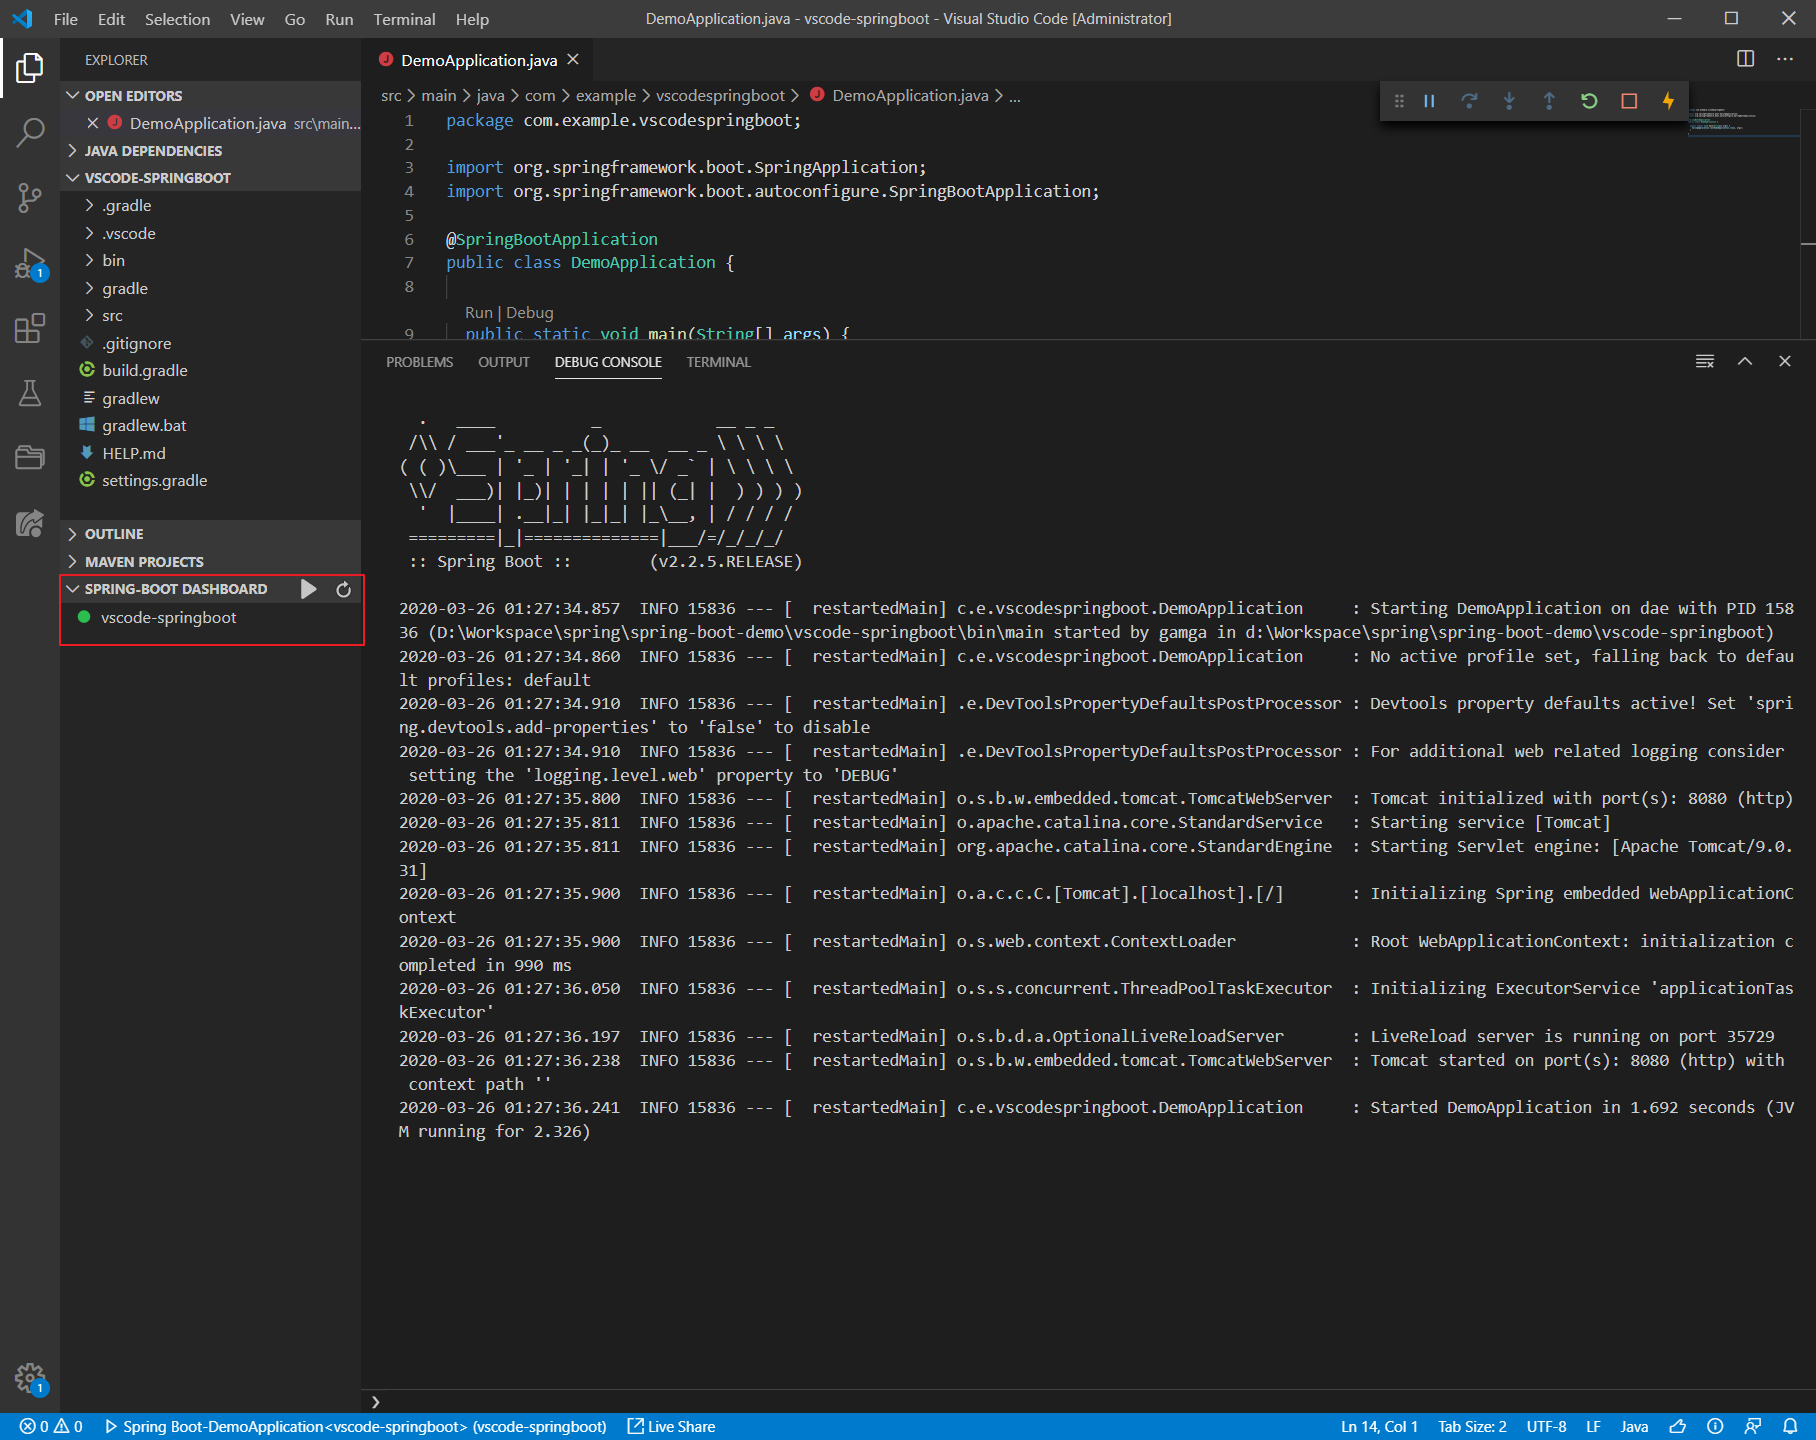 File Edit Selection View Go Run Terminal Help
DemoApplication.java - vscode-springboot - Visual Studio Code [Administrator]
EXPLORER
OPEN EDITORS
DemoApplication.java src\main...
JAVA DEPENDENCIES
VSCODE-SPRINGBOOT
.gradle
.vscode
bin
gradle
src
.gitignore
build.gradle
gradlew
gradlew.bat
HELP.md
settings.gradle
OUTLINE
MAVEN PROJECTS
SPRING-BOOT DASHBOARD
vscode-springboot
1
1
DemoApplication.java
src > main > java > com > example > vscodespringboot > DemoApplication.java > ...
1 package com.example.vscodespringboot;
2
3 import org.springframework.boot.SpringApplication;
4 import org.springframework.boot.autoconfigure.SpringBootApplication;
5
6 @SpringBootApplication
7 public class DemoApplication {
8
Run | Debug
9 public static void main(String[] args) {
PROBLEMS OUTPUT DEBUG CONSOLE TERMINAL
  .   ____          _            __ _ _
 /\\ / ___'_ __ _ _(_)_ __  __ _ \ \ \ \
( ( )\___ | '_ | '_| | '_ \/ _` | \ \ \ \
 \\/  ___)| |_)| | | | | || (_| |  ) ) ) )
  '  |____| .__|_| |_|_| |_\__, | / / / /
 =========|_|==============|___/=/_/_/_/
 :: Spring Boot ::        (v2.2.5.RELEASE)
2020-03-26 01:27:34.857  INFO 15836 --- [  restartedMain] c.e.vscodespringboot.DemoApplication     : Starting DemoApplication on dae with PID 158
36 (D:\Workspace\spring\spring-boot-demo\vscode-springboot\bin\main started by gamga in d:\Workspace\spring\spring-boot-demo\vscode-springboot)
2020-03-26 01:27:34.860  INFO 15836 --- [  restartedMain] c.e.vscodespringboot.DemoApplication     : No active profile set, falling back to defau
lt profiles: default
2020-03-26 01:27:34.910  INFO 15836 --- [  restartedMain] .e.DevToolsPropertyDefaultsPostProcessor : Devtools property defaults active! Set 'spri
ng.devtools.add-properties' to 'false' to disable
2020-03-26 01:27:34.910  INFO 15836 --- [  restartedMain] .e.DevToolsPropertyDefaultsPostProcessor : For additional web related logging consider
 setting the 'logging.level.web' property to 'DEBUG'
2020-03-26 01:27:35.800  INFO 15836 --- [  restartedMain] o.s.b.w.embedded.tomcat.TomcatWebServer  : Tomcat initialized with port(s): 8080 (http)
2020-03-26 01:27:35.811  INFO 15836 --- [  restartedMain] o.apache.catalina.core.StandardService   : Starting service [Tomcat]
2020-03-26 01:27:35.811  INFO 15836 --- [  restartedMain] org.apache.catalina.core.StandardEngine  : Starting Servlet engine: [Apache Tomcat/9.0.
31]
2020-03-26 01:27:35.900  INFO 15836 --- [  restartedMain] o.a.c.c.C.[Tomcat].[localhost].[/]       : Initializing Spring embedded WebApplicationC
ontext
2020-03-26 01:27:35.900  INFO 15836 --- [  restartedMain] o.s.web.context.ContextLoader            : Root WebApplicationContext: initialization c
ompleted in 990 ms
2020-03-26 01:27:36.050  INFO 15836 --- [  restartedMain] o.s.s.concurrent.ThreadPoolTaskExecutor  : Initializing ExecutorService 'applicationTas
kExecutor'
2020-03-26 01:27:36.197  INFO 15836 --- [  restartedMain] o.s.b.d.a.OptionalLiveReloadServer       : LiveReload server is running on port 35729
2020-03-26 01:27:36.238  INFO 15836 --- [  restartedMain] o.s.b.w.embedded.tomcat.TomcatWebServer  : Tomcat started on port(s): 8080 (http) with
 context path ''
2020-03-26 01:27:36.241  INFO 15836 --- [  restartedMain] c.e.vscodespringboot.DemoApplication     : Started DemoApplication in 1.692 seconds (JV
M running for 2.326)
0 0 Spring Boot-DemoApplication<vscode-springboot> (vscode-springboot) Live Share
Ln 14, Col 1 Tab Size: 2 UTF-8 LF Java